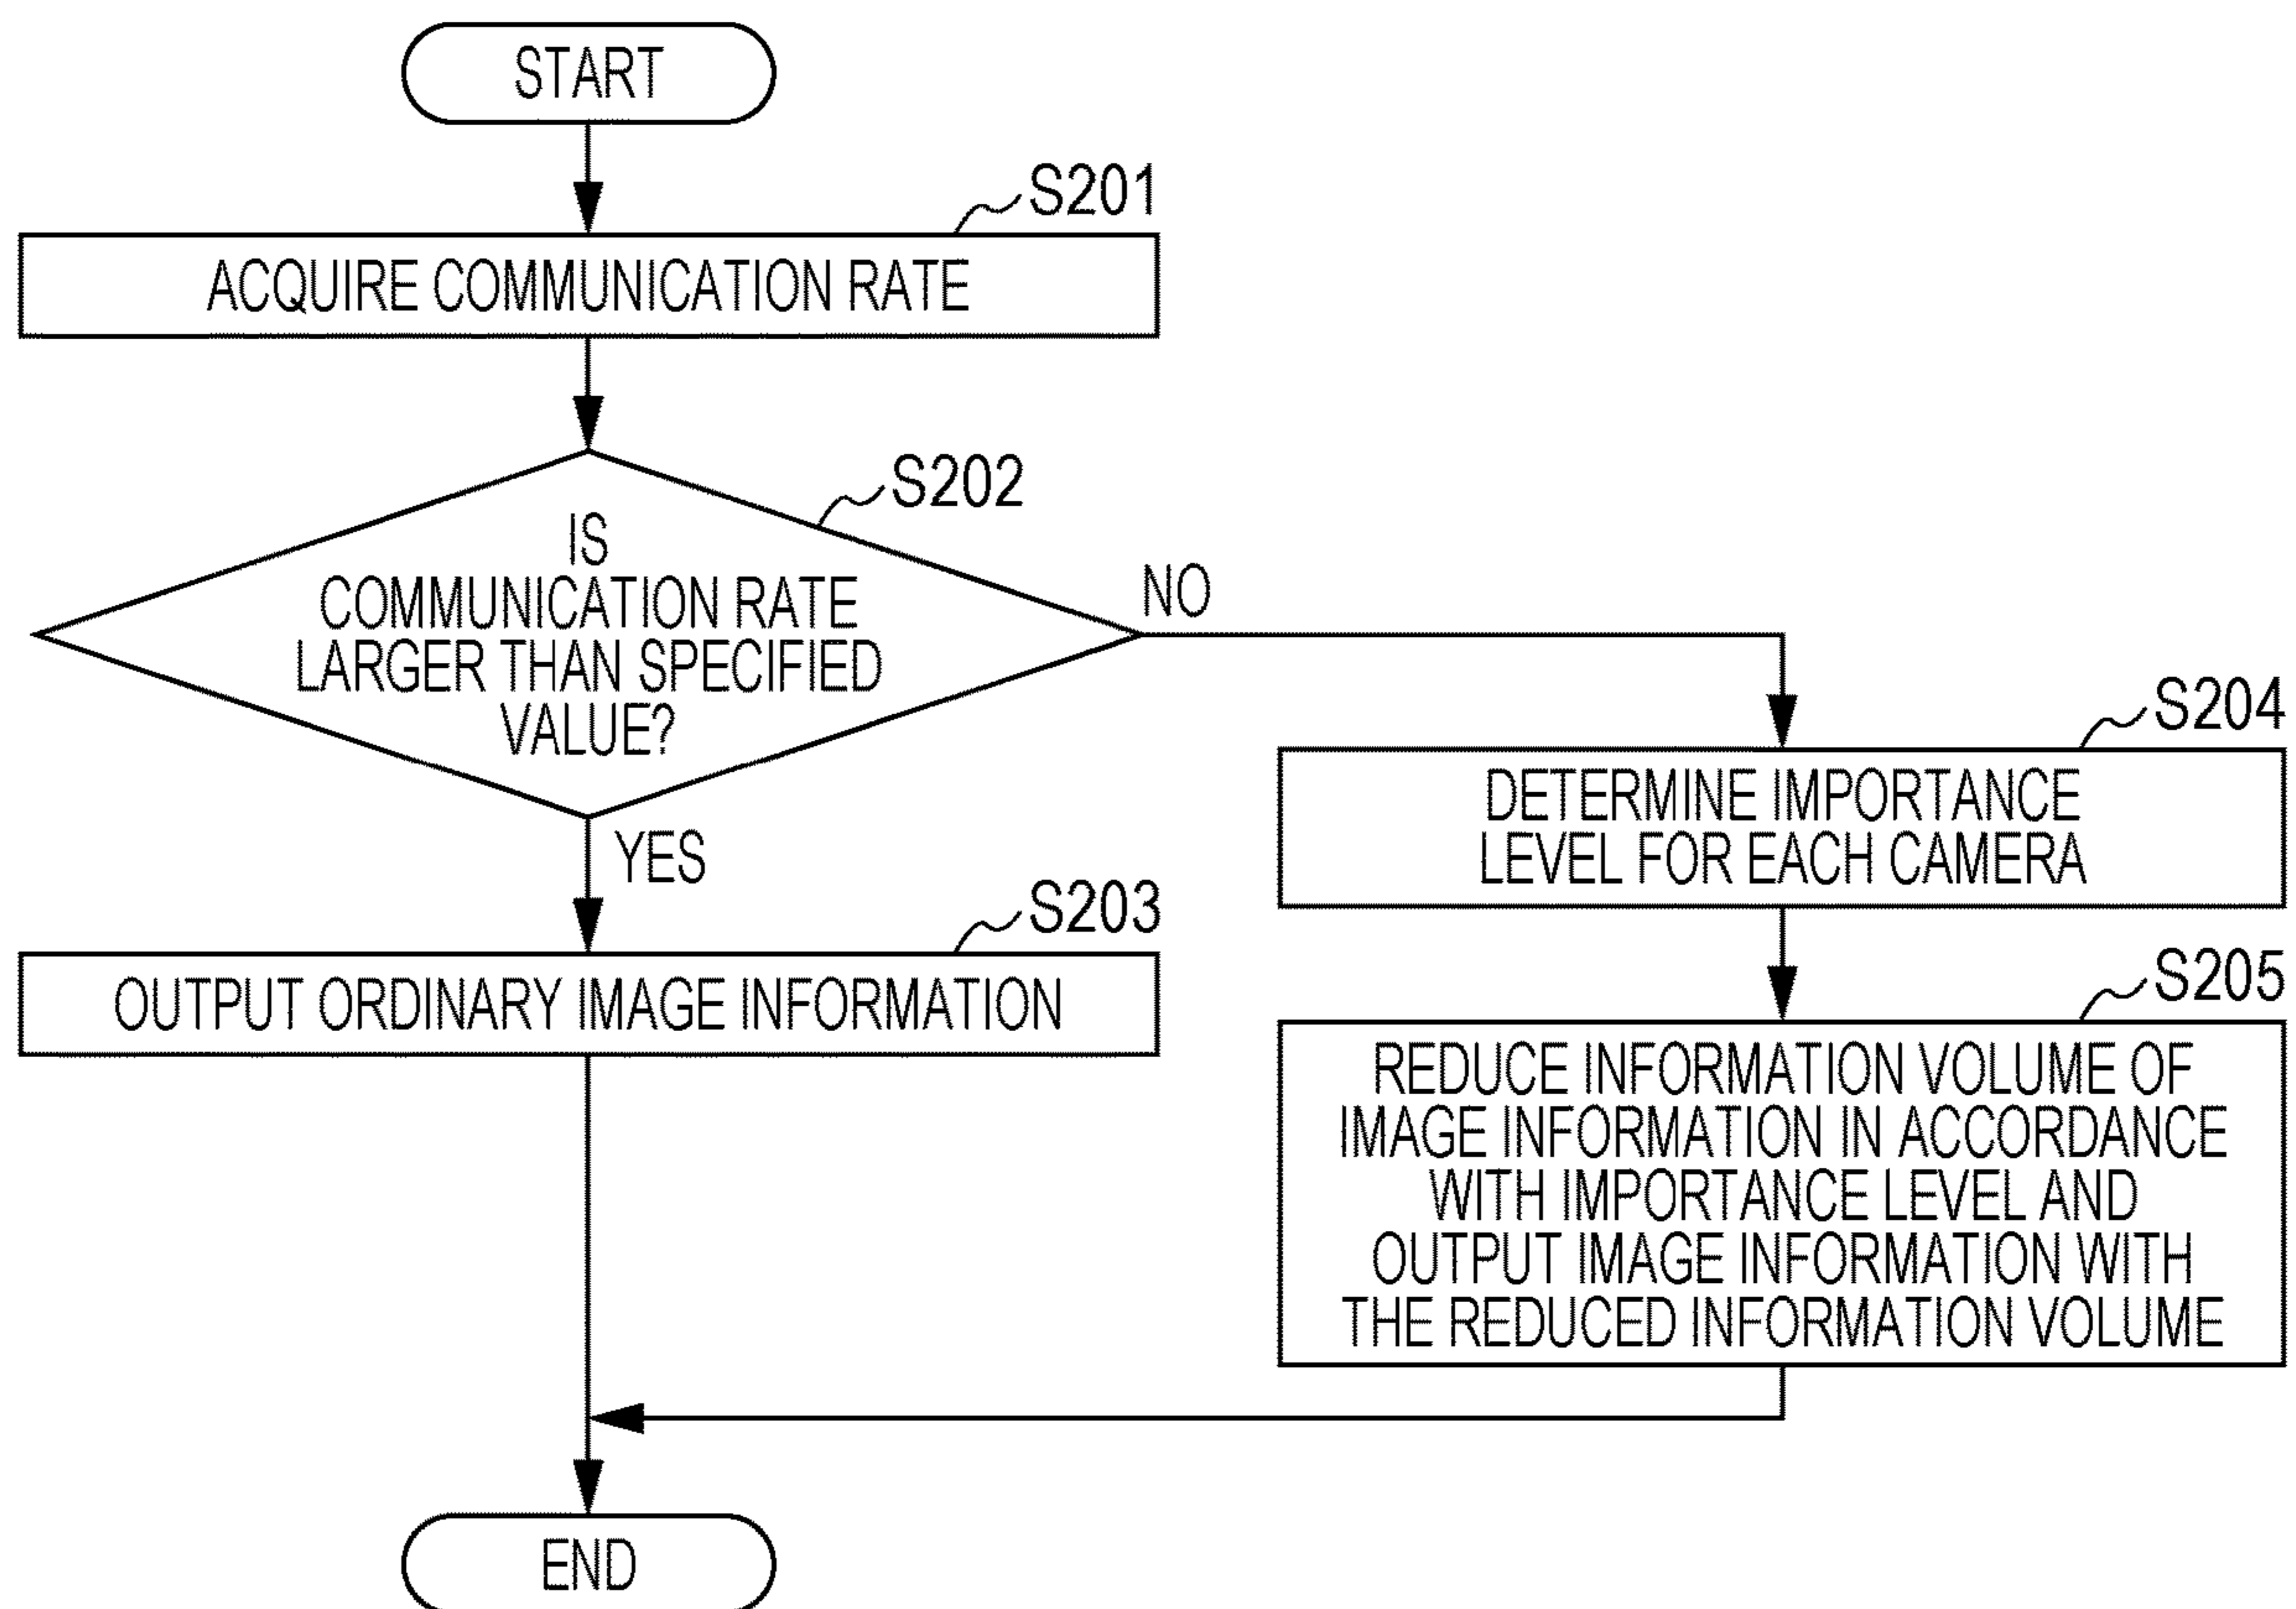 START
S201
ACQUIRE COMMUNICATION RATE
S202
IS
COMMUNICATION RATE
LARGER THAN SPECIFIED
VALUE?
NO
YES
S203
OUTPUT ORDINARY IMAGE INFORMATION
S204
DETERMINE IMPORTANCE
LEVEL FOR EACH CAMERA
S205
REDUCE INFORMATION VOLUME OF
IMAGE INFORMATION IN ACCORDANCE
WITH IMPORTANCE LEVEL AND
OUTPUT IMAGE INFORMATION WITH
THE REDUCED INFORMATION VOLUME
END